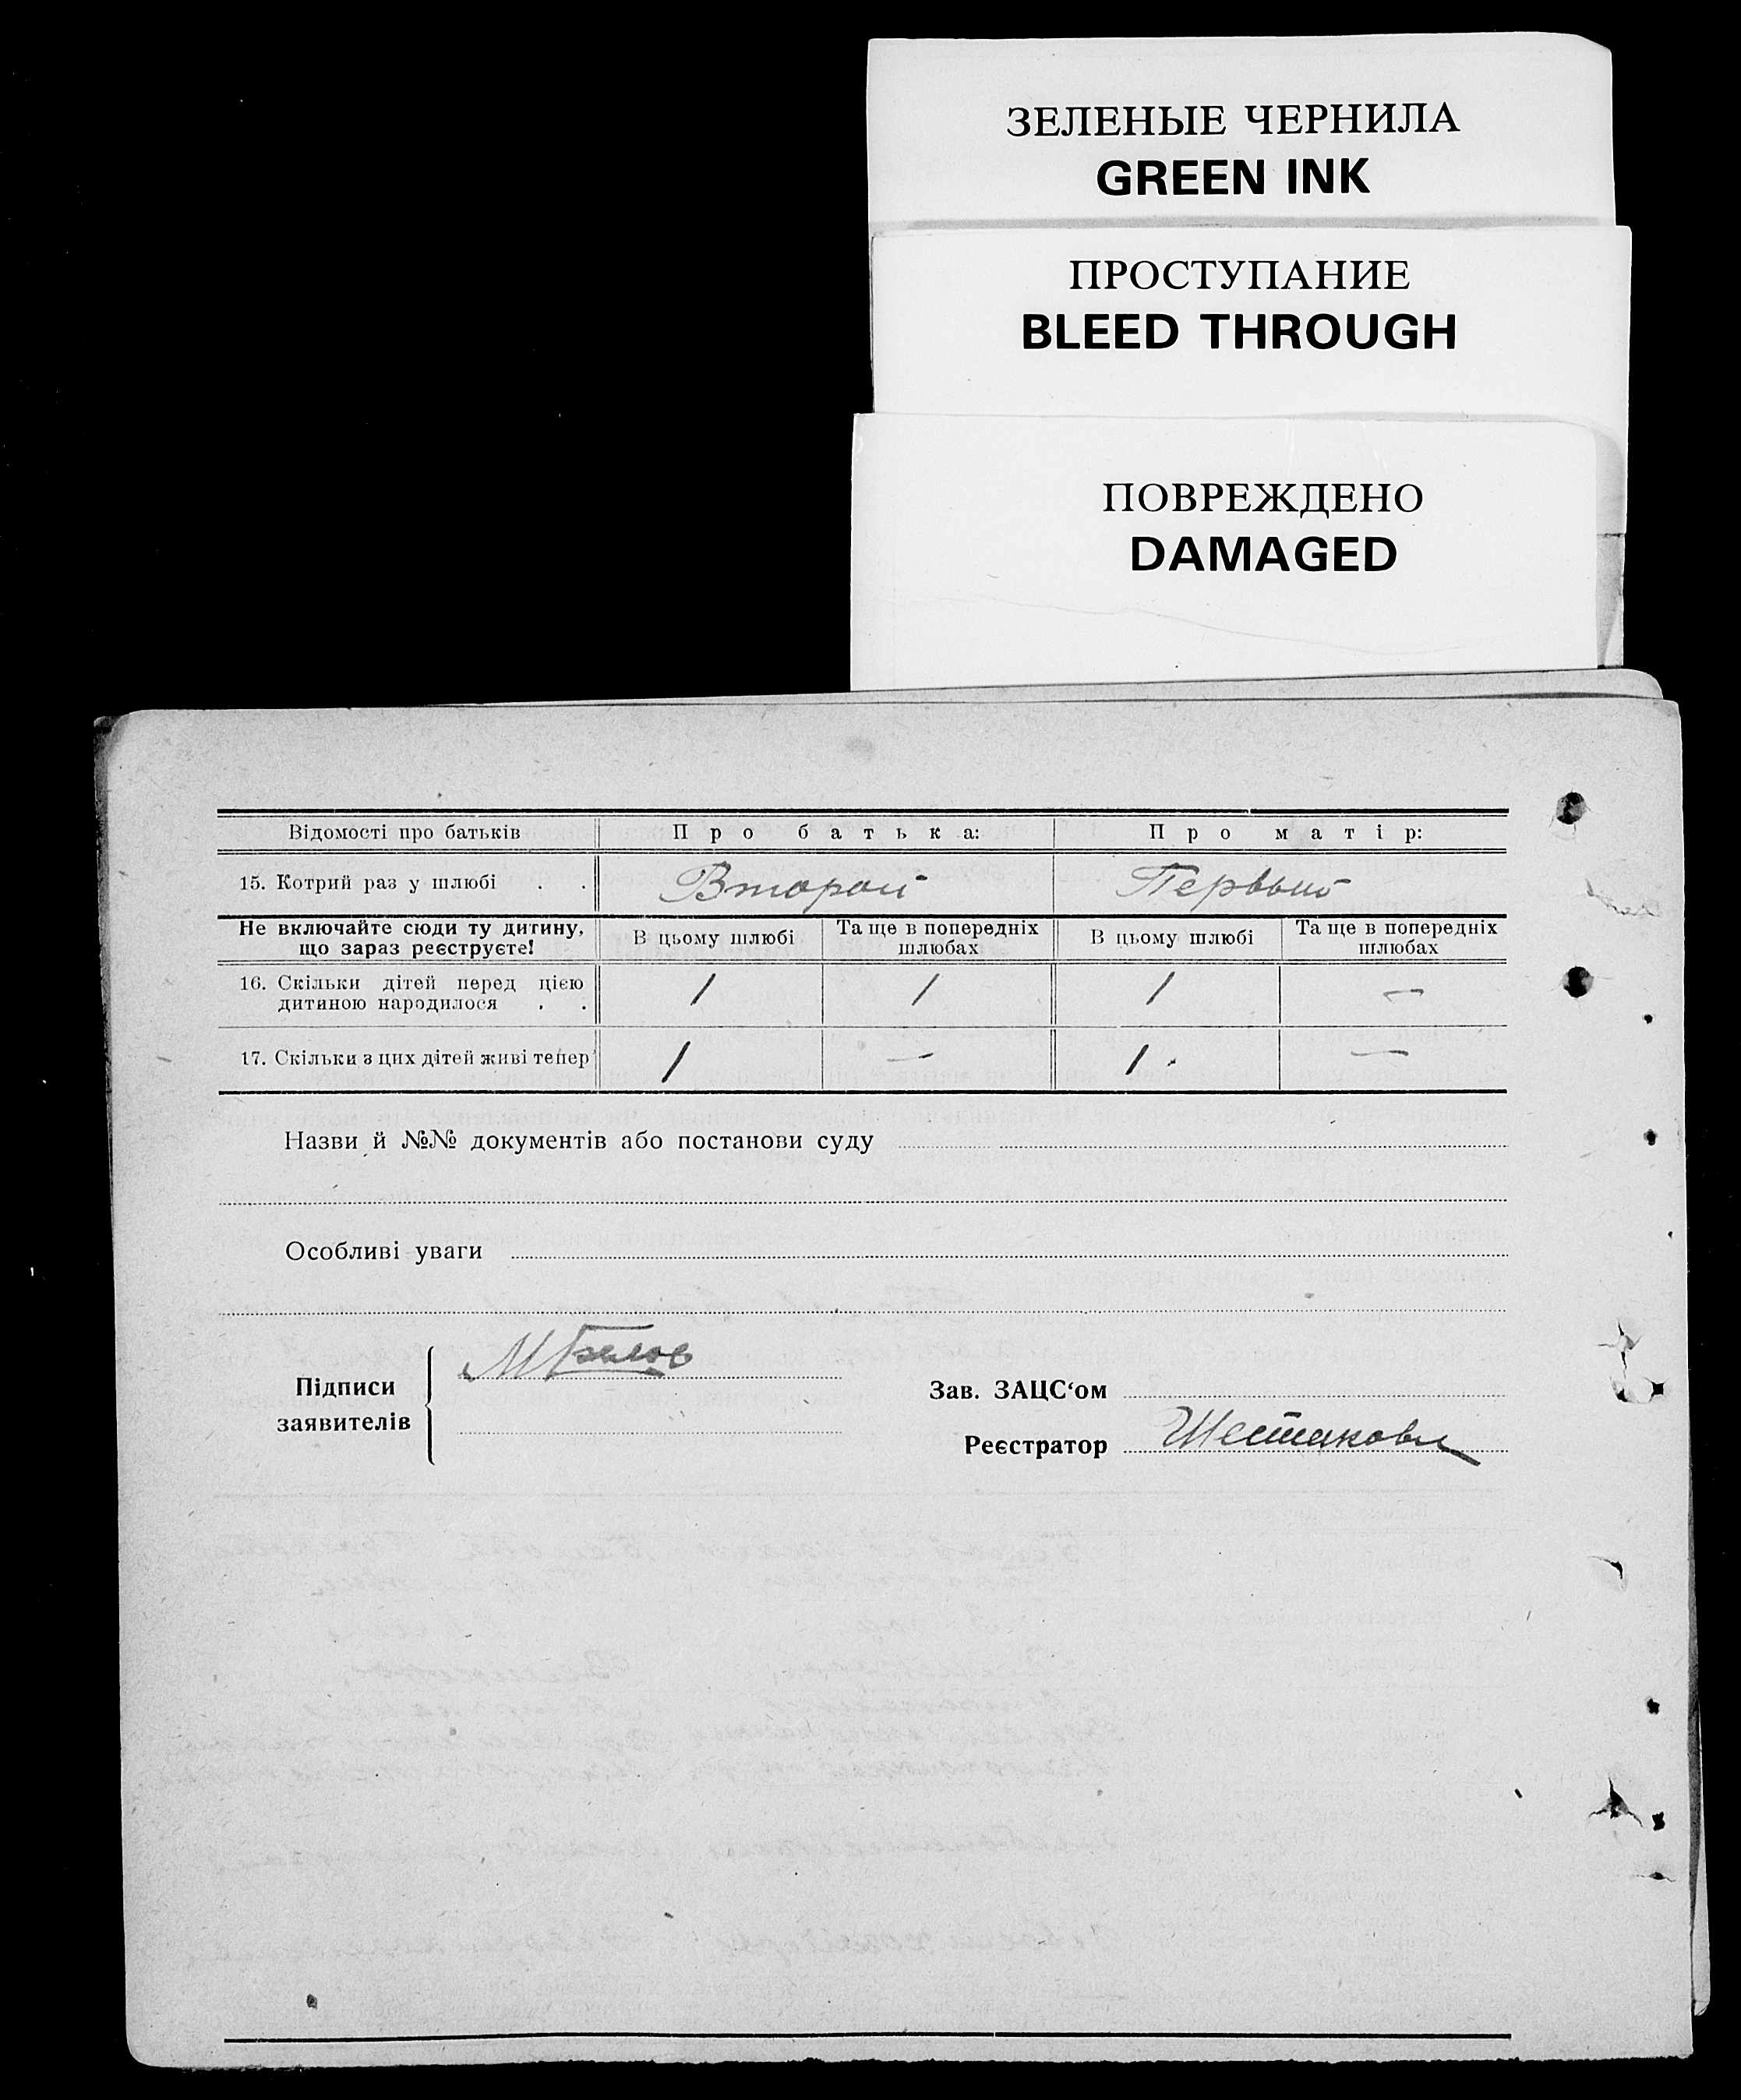 ЗЕЛЕНЫЕ ЧЕРНИЛА
GREEN INK
ПРОСТУПАНИЕ
BLEED THROUGH
ПОВРЕЖДЕНО
DAMAGED
Відомості про батьків Про батька: Про матір:
15. Котрий раз у шлюбі . . Второй Первый
Не включайте сюди ту дитину, що зараз реєструєте! В цьому шлюбі Та ще в попередніх шлюбах В цьому шлюбі Та ще в попередніх шлюбах
16. Скільки дітей перед цією дитиною народилося . . 1 1 1 —
17. Скільки з цих дітей живі тепер 1 — 1 —
Назви й №№ документів або постанови суду
Особливі уваги
Підписи заявителів
Зав. ЗАЦС‘ом
Реєстратор Шестакова